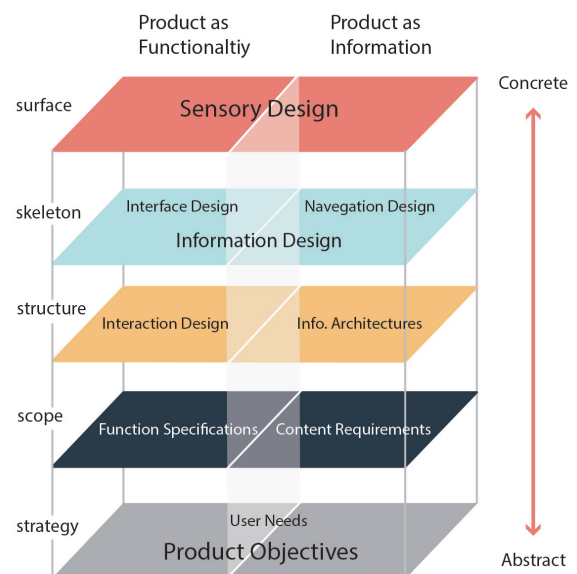 Product as
Functionaltiy
Product as
Information
Concrete
surface
Sensory Design
skeleton
Interface Design
Navegation Design
Information Design
structure
Interaction Design
Info. Architectures
scope
Function Specifications
Content Requirements
strategy
User Needs
Product Objectives
Abstract